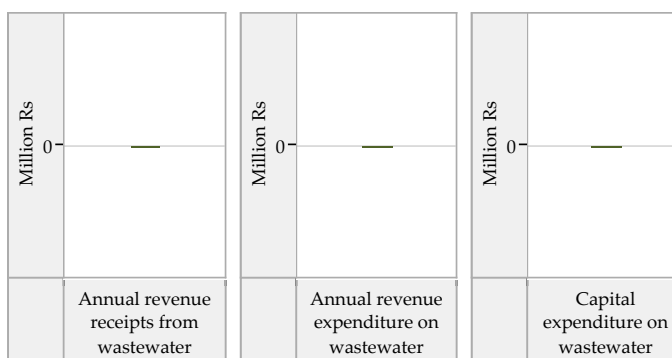 Million Rs
0
Annual revenue
receipts from
wastewater
Million Rs
0
Annual revenue
expenditure on
wastewater
Million Rs
0
Capital
expenditure on
wastewater